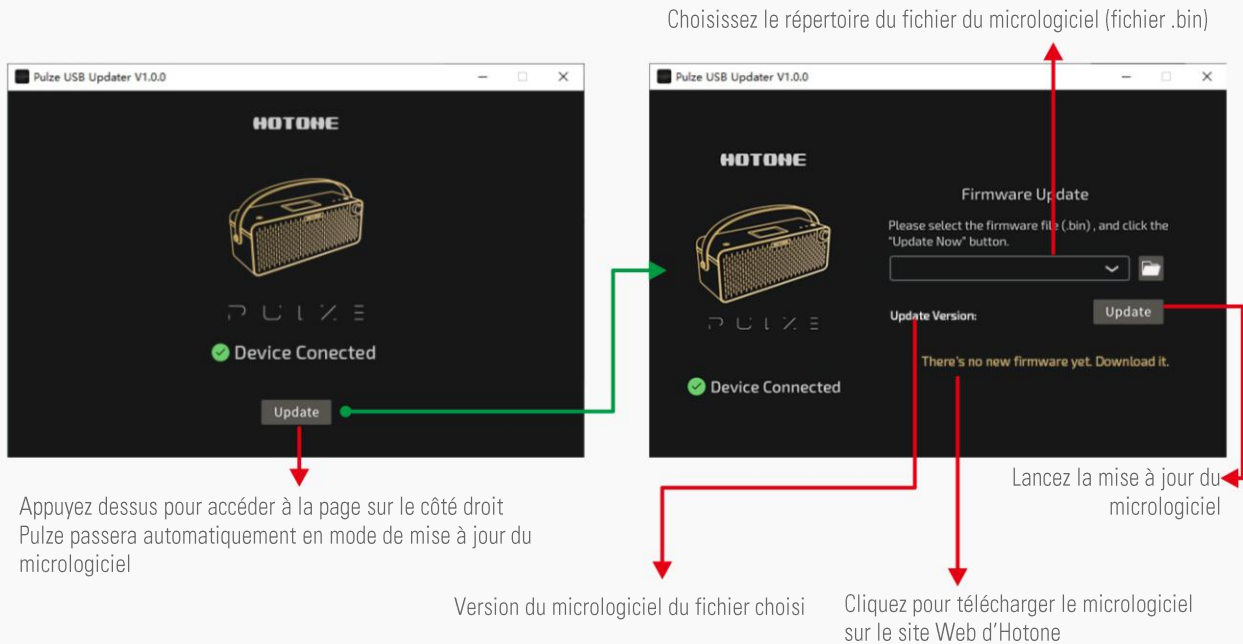 Choisissez le répertoire du fichier du micrologiciel (fichier .bin)
Pulze USB Updater V1.0.0
HOTONE
PULZE
Device Conected
Update
Appuyez dessus pour accéder à la page sur le côté droit
Pulze passera automatiquement en mode de mise à jour du
micrologiciel
Pulze USB Updater V1.0.0
HOTONE
PULZE
Device Connected
Firmware Update
Please select the firmware file (.bin) , and click the
"Update Now" button.
Update Version:
Update
There's no new firmware yet. Download it.
Lancez la mise à jour du
micrologiciel
Version du micrologiciel du fichier choisi
Cliquez pour télécharger le micrologiciel
sur le site Web d'Hotone